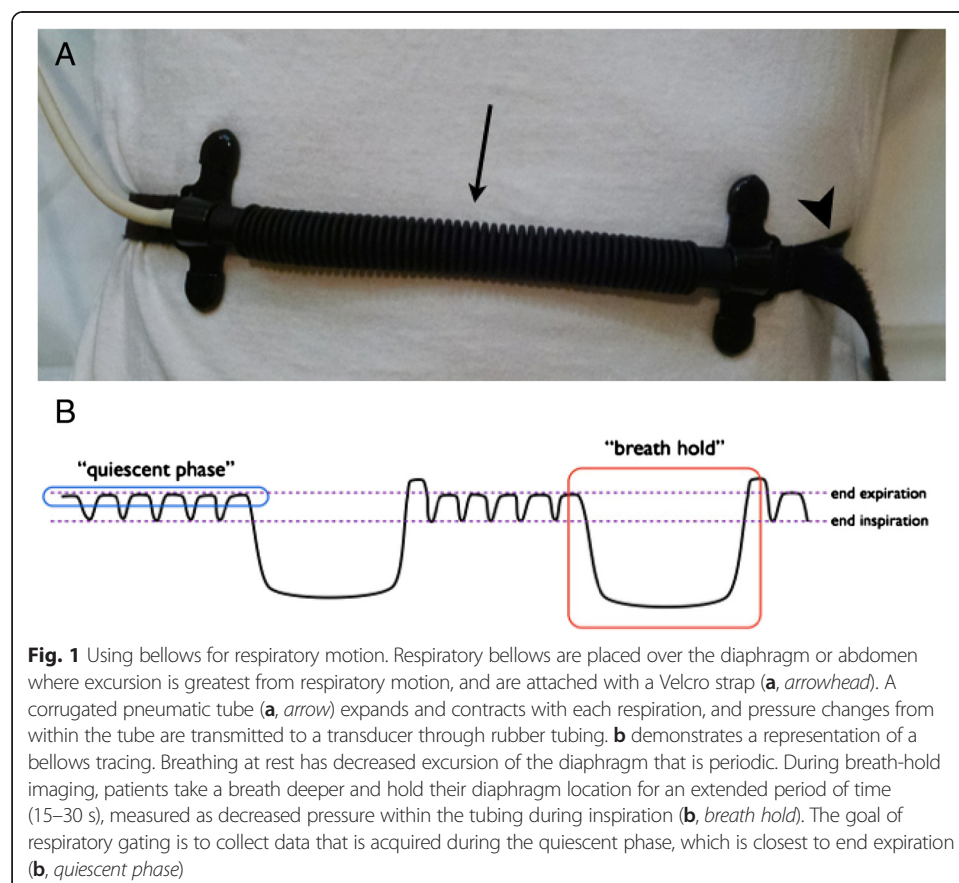 A
B
"quiescent phase"
"breath hold"
end expiration
end inspiration
Fig. 1 Using bellows for respiratory motion. Respiratory bellows are placed over the diaphragm or abdomen
where excursion is greatest from respiratory motion, and are attached with a Velcro strap (a, arrowhead). A
corrugated pneumatic tube (a, arrow) expands and contracts with each respiration, and pressure changes from
within the tube are transmitted to a transducer through rubber tubing. b demonstrates a representation of a
bellows tracing. Breathing at rest has decreased excursion of the diaphragm that is periodic. During breath-hold
imaging, patients take a breath deeper and hold their diaphragm location for an extended period of time
(15–30 s), measured as decreased pressure within the tubing during inspiration (b, breath hold). The goal of
respiratory gating is to collect data that is acquired during the quiescent phase, which is closest to end expiration
(b, quiescent phase)